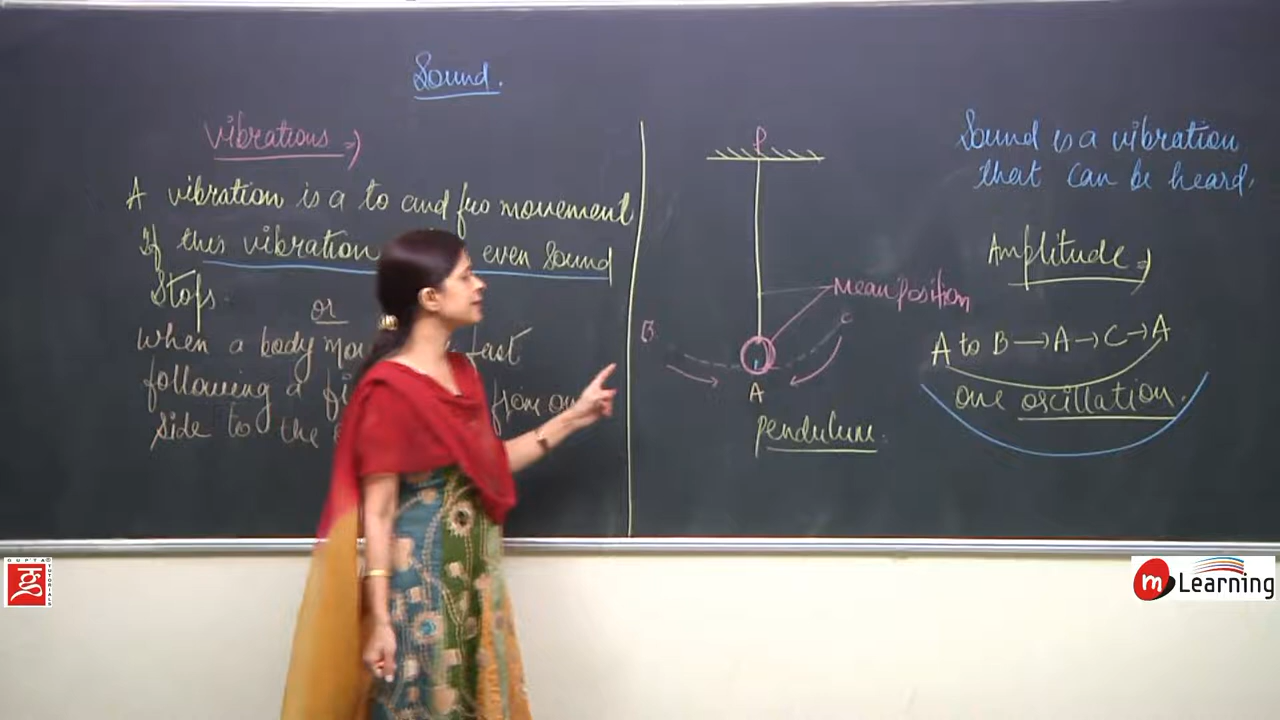 Sound.
Vibrations ⇒
A vibration is a to and fro movement
If this vibration even sound
Stops.
or
When a body fast
following a from
side to the
P
Mean position
B
C
A
Pendulum.
Sound is a vibration
that can be heard.
Amplitude ⇒
A to B → A → C → A
one oscillation.
GUPTA
TUTORIALS
m Learning